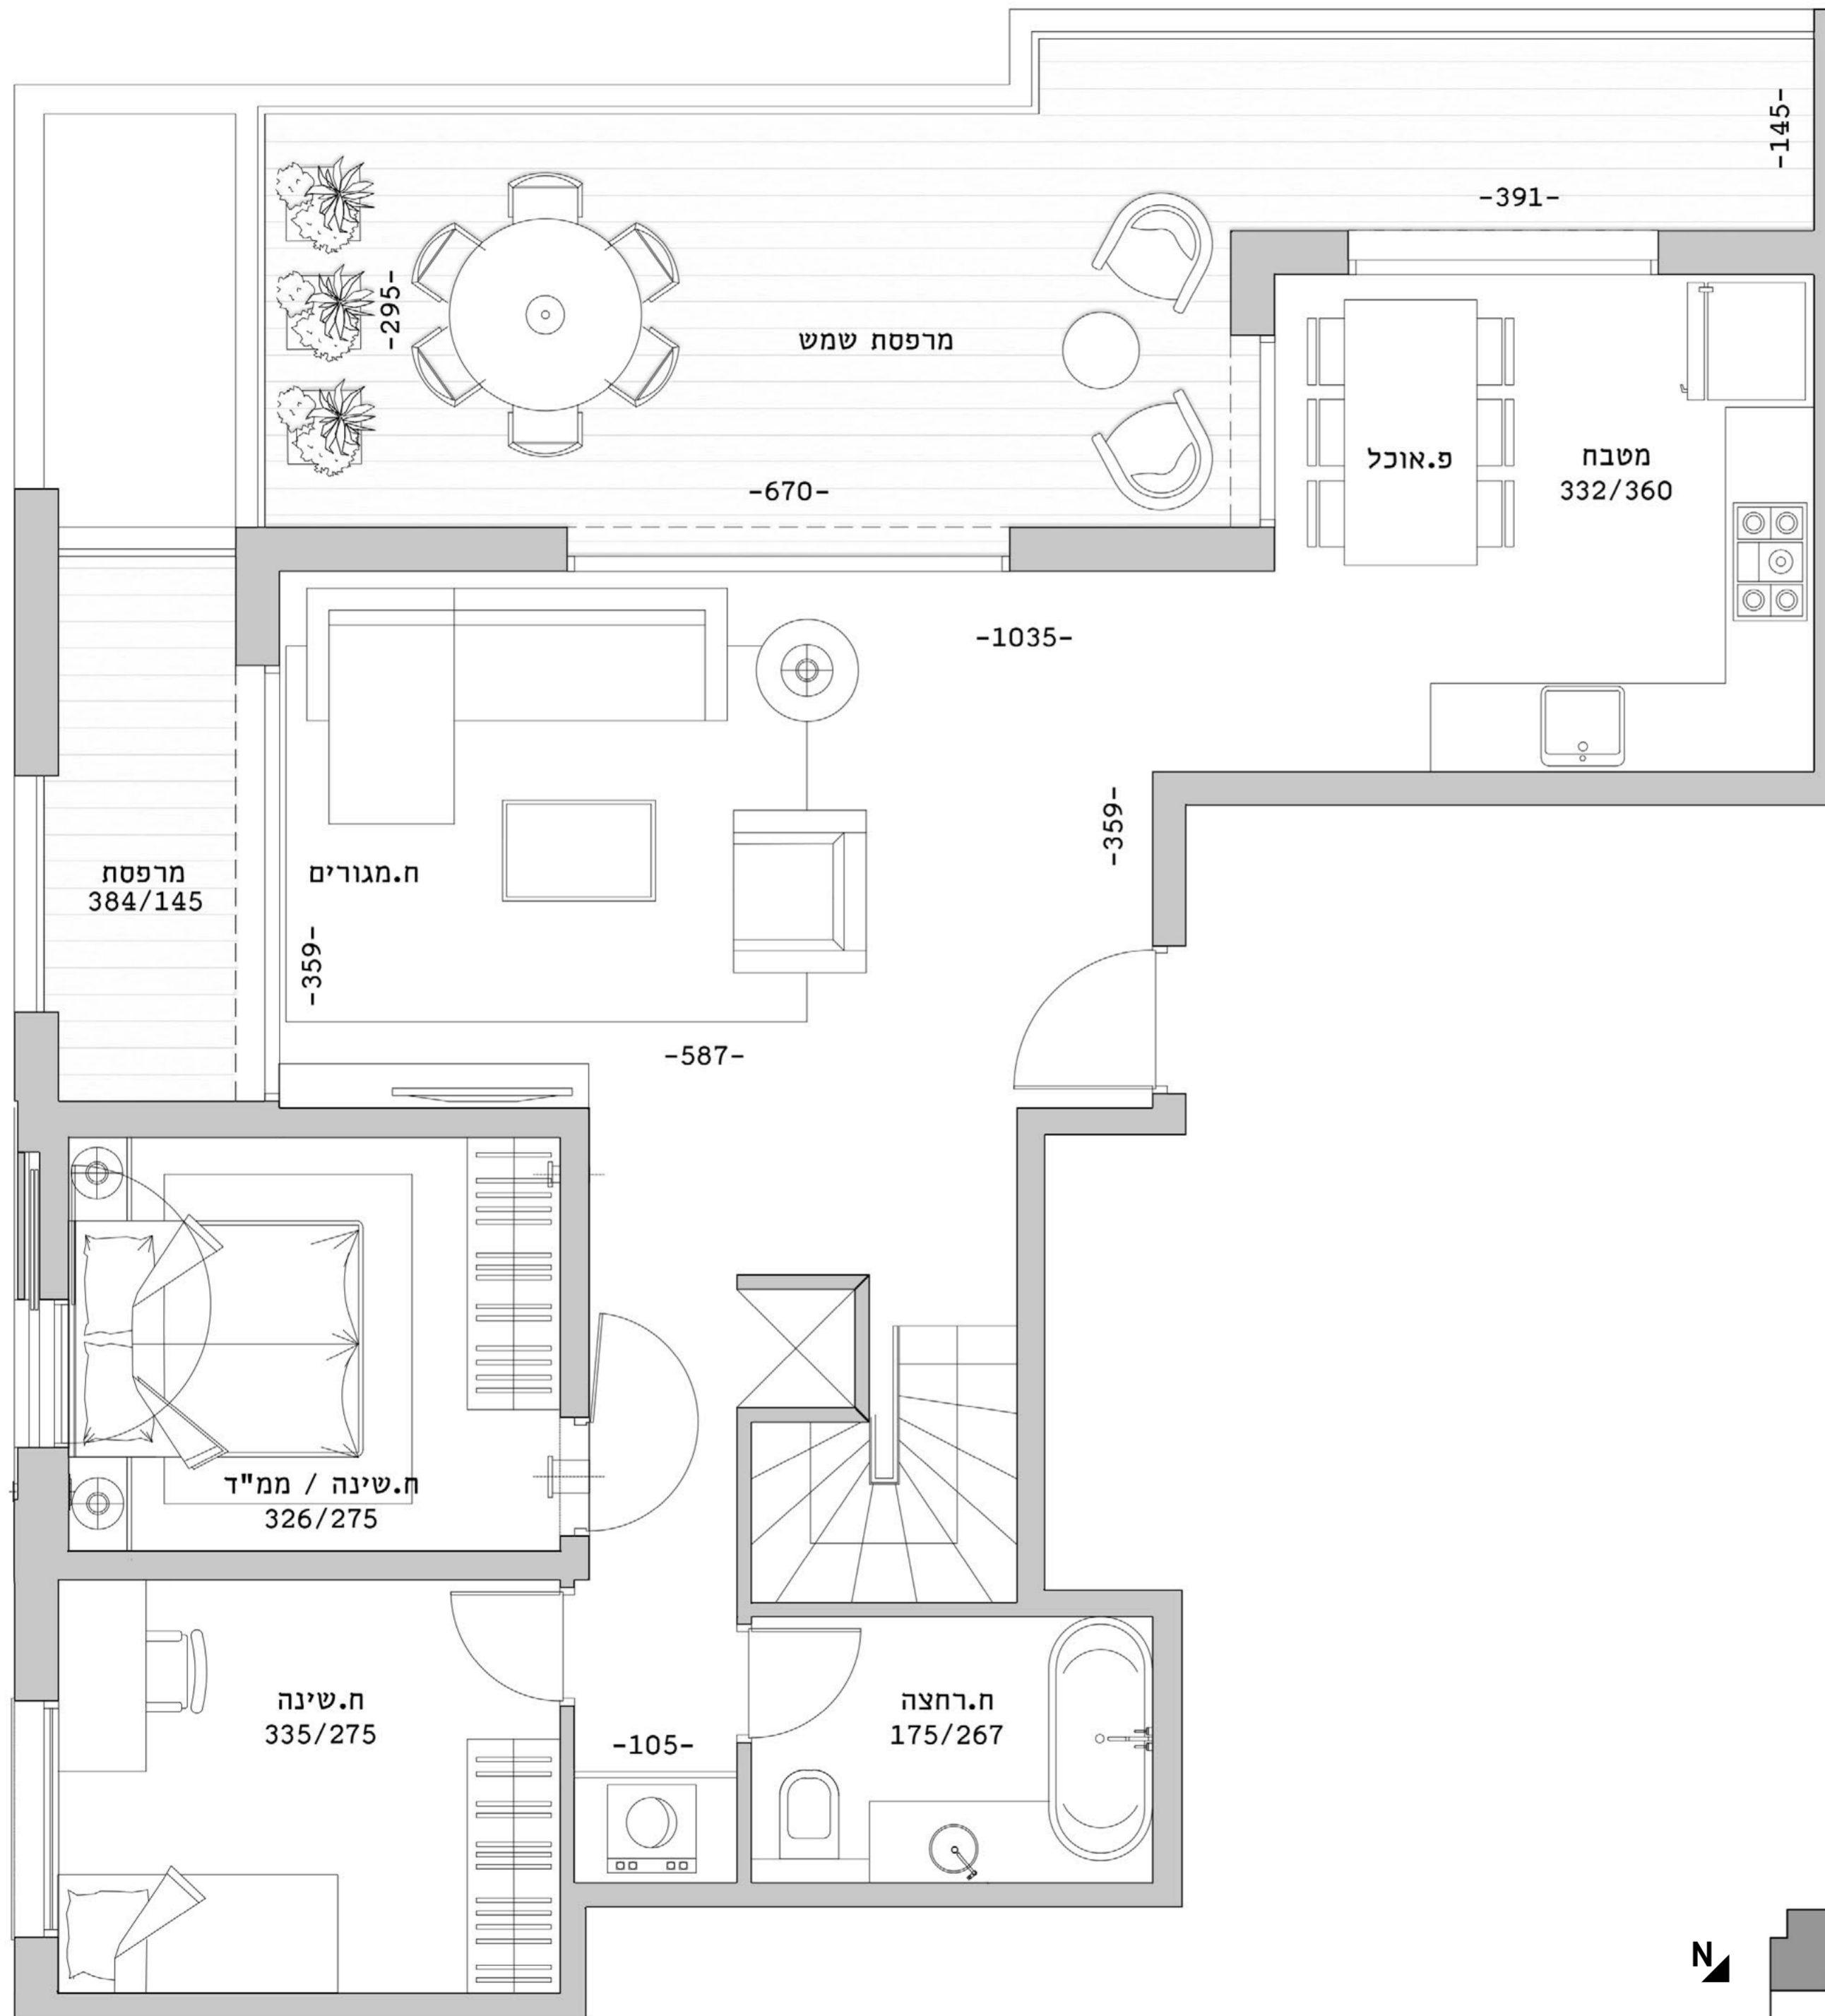 -145-
-391-
-295-
מרפסת שמש
-670-
פ.אוכל
מטבח
332/360
-1035-
-359-
מרפסת
384/145
ח.מגורים
-359-
-587-
ח.שינה / ממ"ד
326/275
ח.שינה
335/275
-105-
ח.רחצה
175/267
N